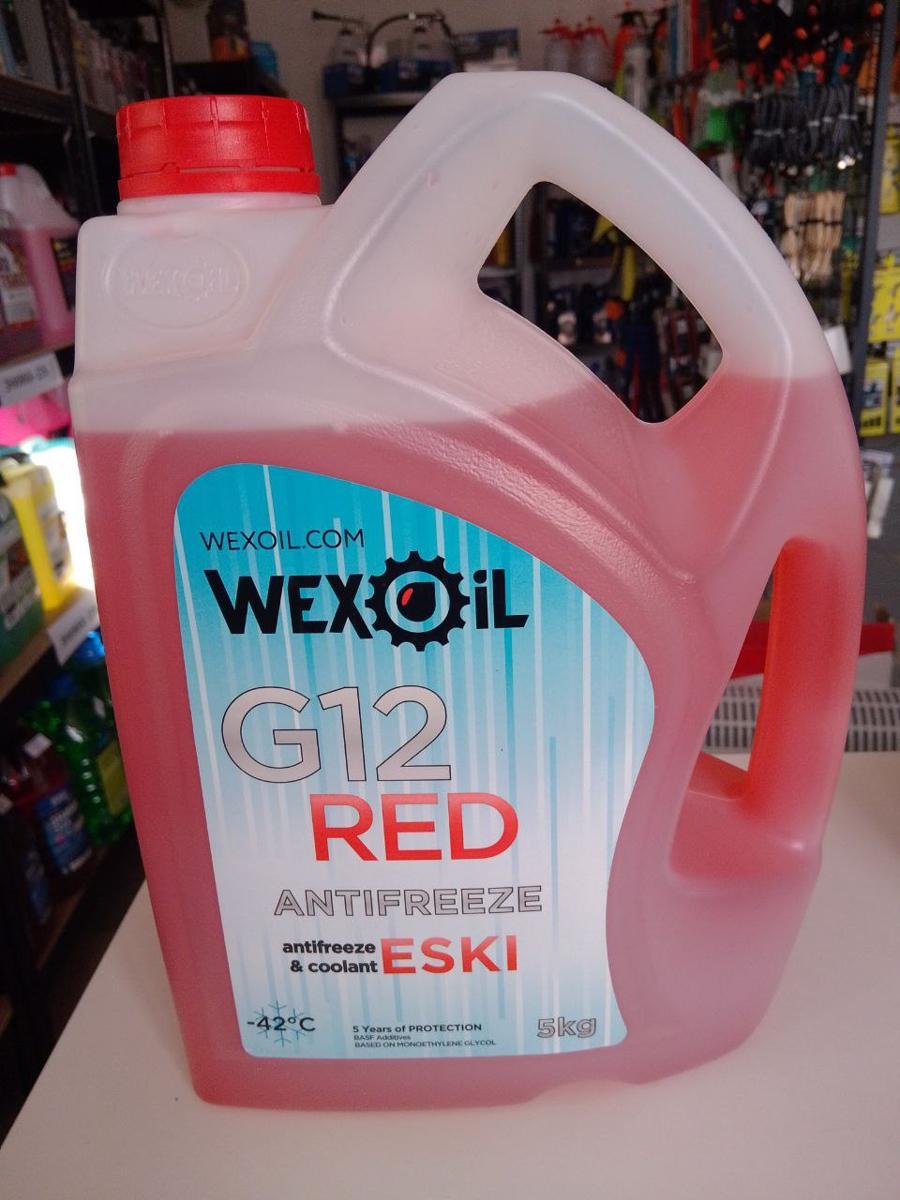 WEXOIL
WEXOIL.COM
WEXOiL
G12
RED
ANTIFREEZE
antifreeze
& coolant ESKI
-42°C
5 Years of PROTECTION
BASF Additives
BASED ON MONOETHYLENE GLYCOL
5kg